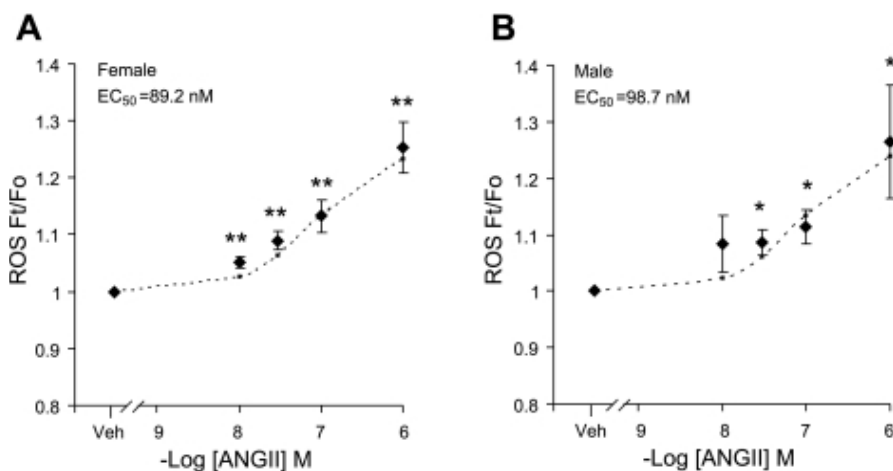 A
Female
EC50 =89.2 nM
ROS Ft/Fo
1.4
1.3
1.2
1.1
1
0.9
0.8
**
**
**
**
Veh 9 8 7 6
-Log [ANGII] M
B
Male
EC50 =98.7 nM
ROS Ft/Fo
1.4
1.3
1.2
1.1
1
0.9
0.8
*
*
*
Veh 9 8 7 6
-Log [ANGII] M